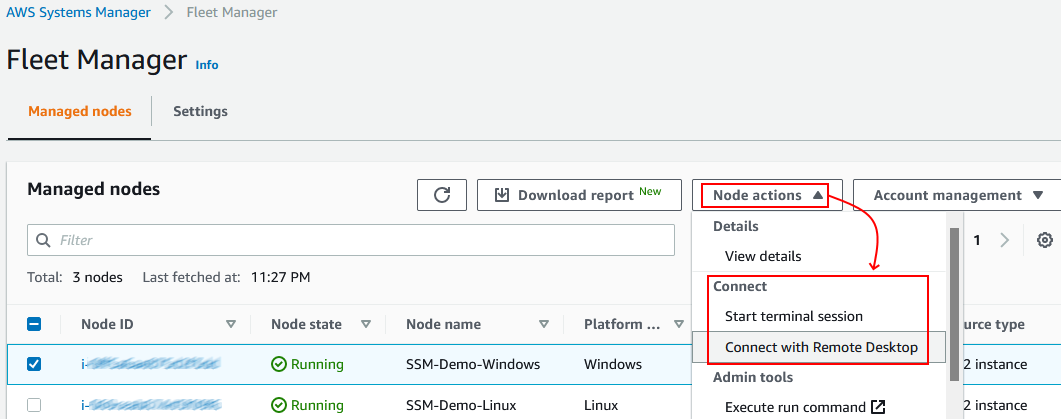 AWS Systems Manager > Fleet Manager
Fleet Manager Info
Managed nodes Settings
Managed nodes
Download report New
Node actions
Account management
Filter
1
Total: 3 nodes Last fetched at: 11:27 PM
Details
View details
Connect
Start terminal session
Connect with Remote Desktop
Admin tools
Execute run command
Node ID Node state Node name Platform ... urce type
i- Running SSM-Demo-Windows Windows 2 instance
i- Running SSM-Demo-Linux Linux 2 instance